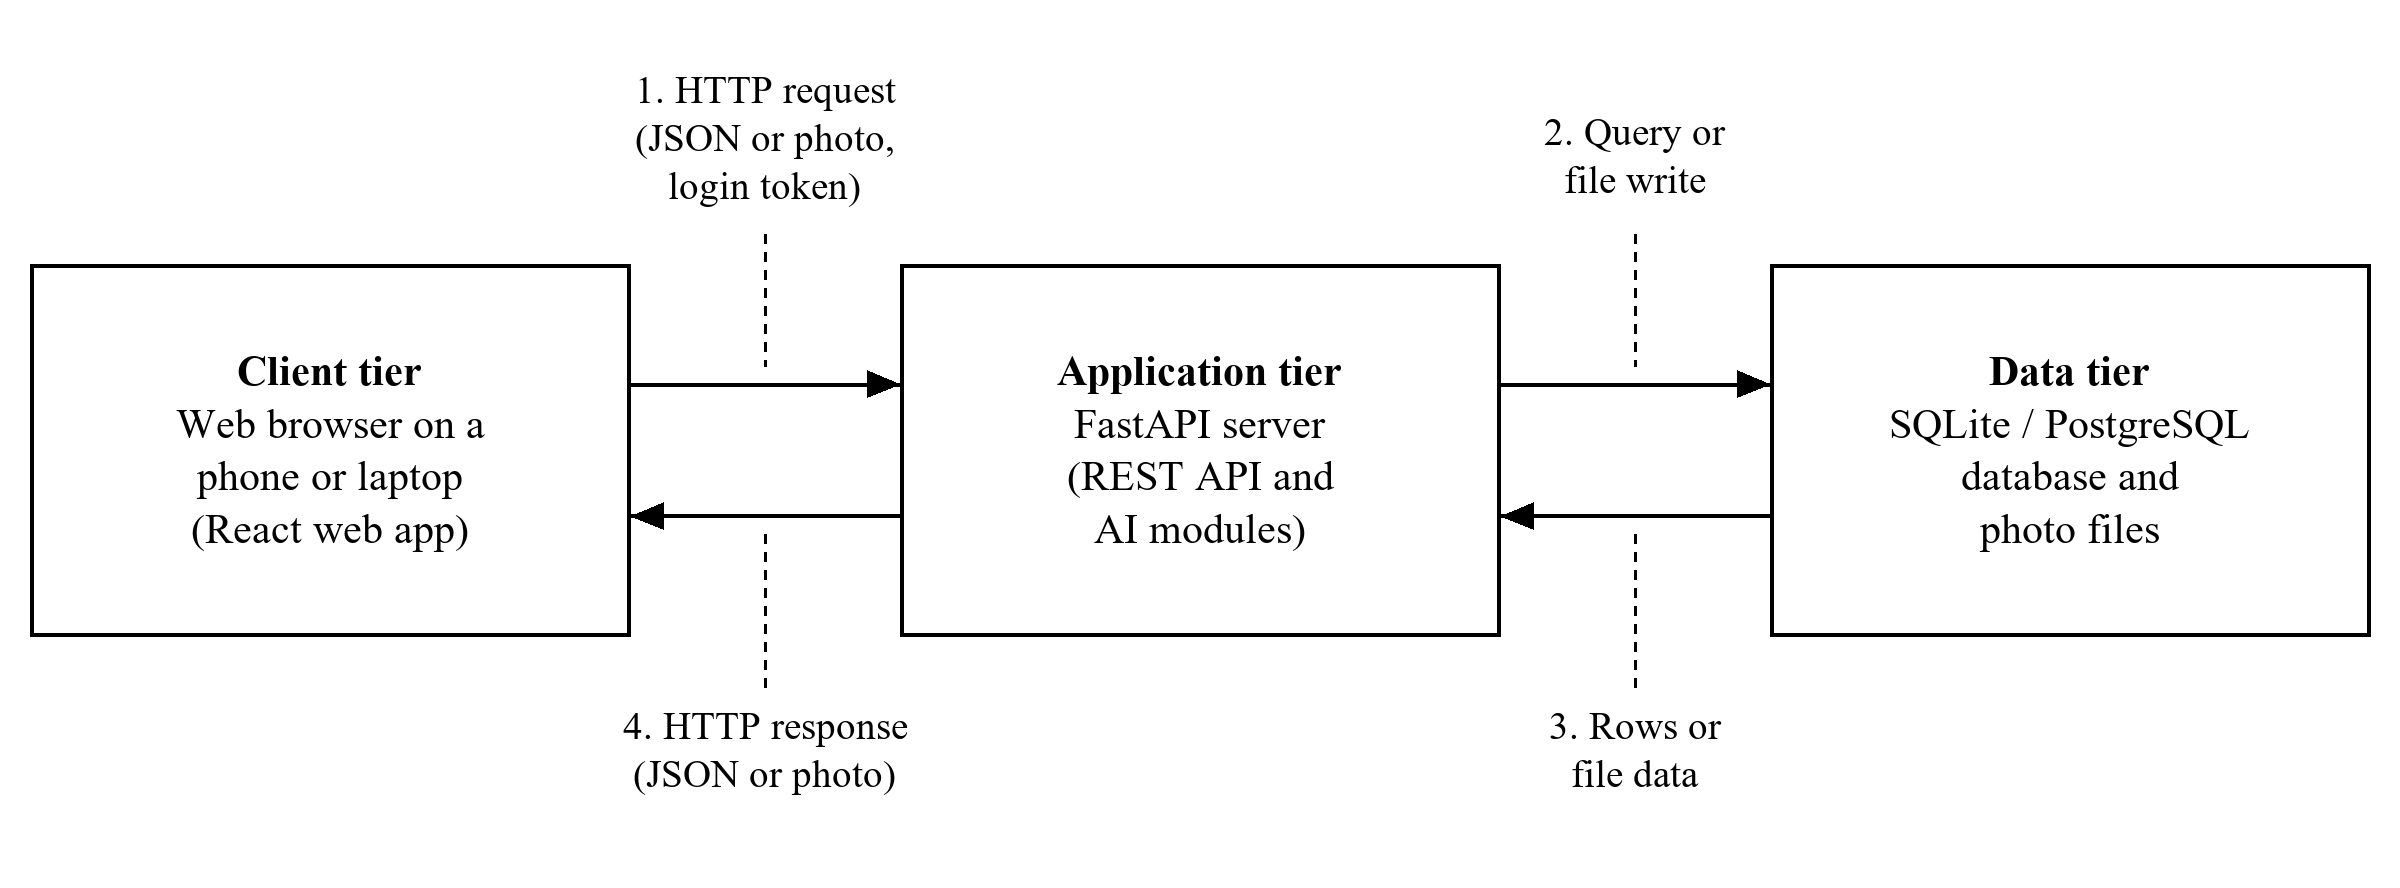 1. HTTP request
(JSON or photo,
login token)
2. Query or
file write
Client tier
Web browser on a
phone or laptop
(React web app)
Application tier
FastAPI server
(REST API and
AI modules)
Data tier
SQLite / PostgreSQL
database and
photo files
4. HTTP response
(JSON or photo)
3. Rows or
file data